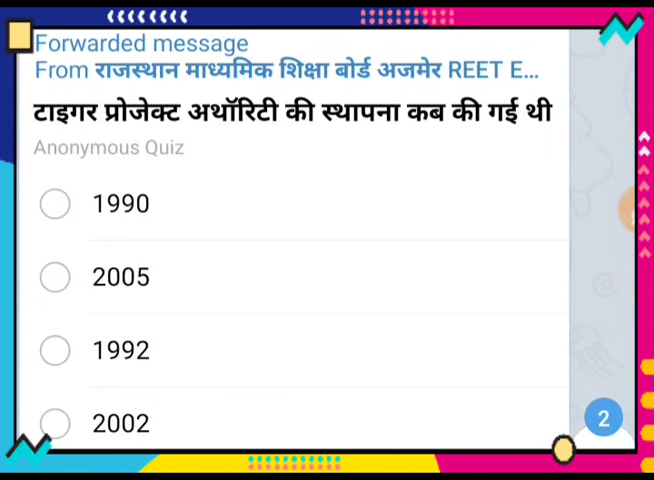 Forwarded message
From राजस्थान माध्यमिक शिक्षा बोर्ड अजमेर REET E...
टाइगर प्रोजेक्ट अथॉरिटी की स्थापना कब की गई थी
Anonymous Quiz
1990
2005
1992
2002
2